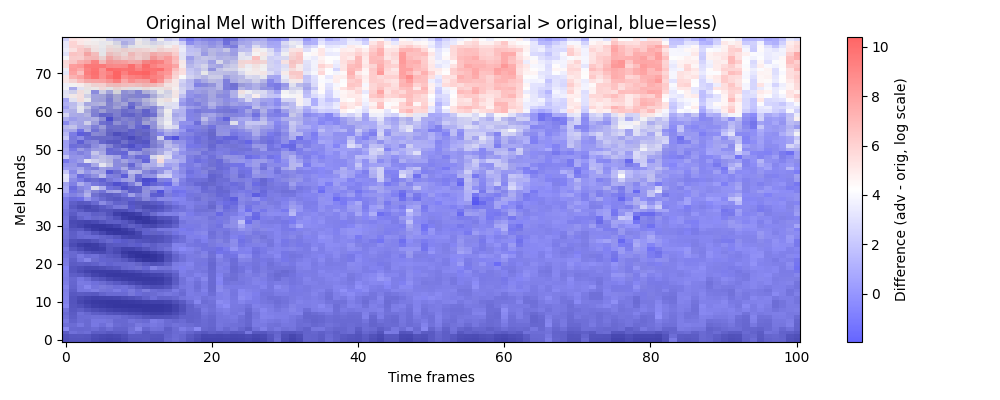 Original Mel with Differences (red=adversarial > original, blue=less)
Mel bands
70
60
50
40
30
20
10
0
0 20 40 60 80 100
Time frames
10
8
6
4
2
0
Difference (adv - orig, log scale)